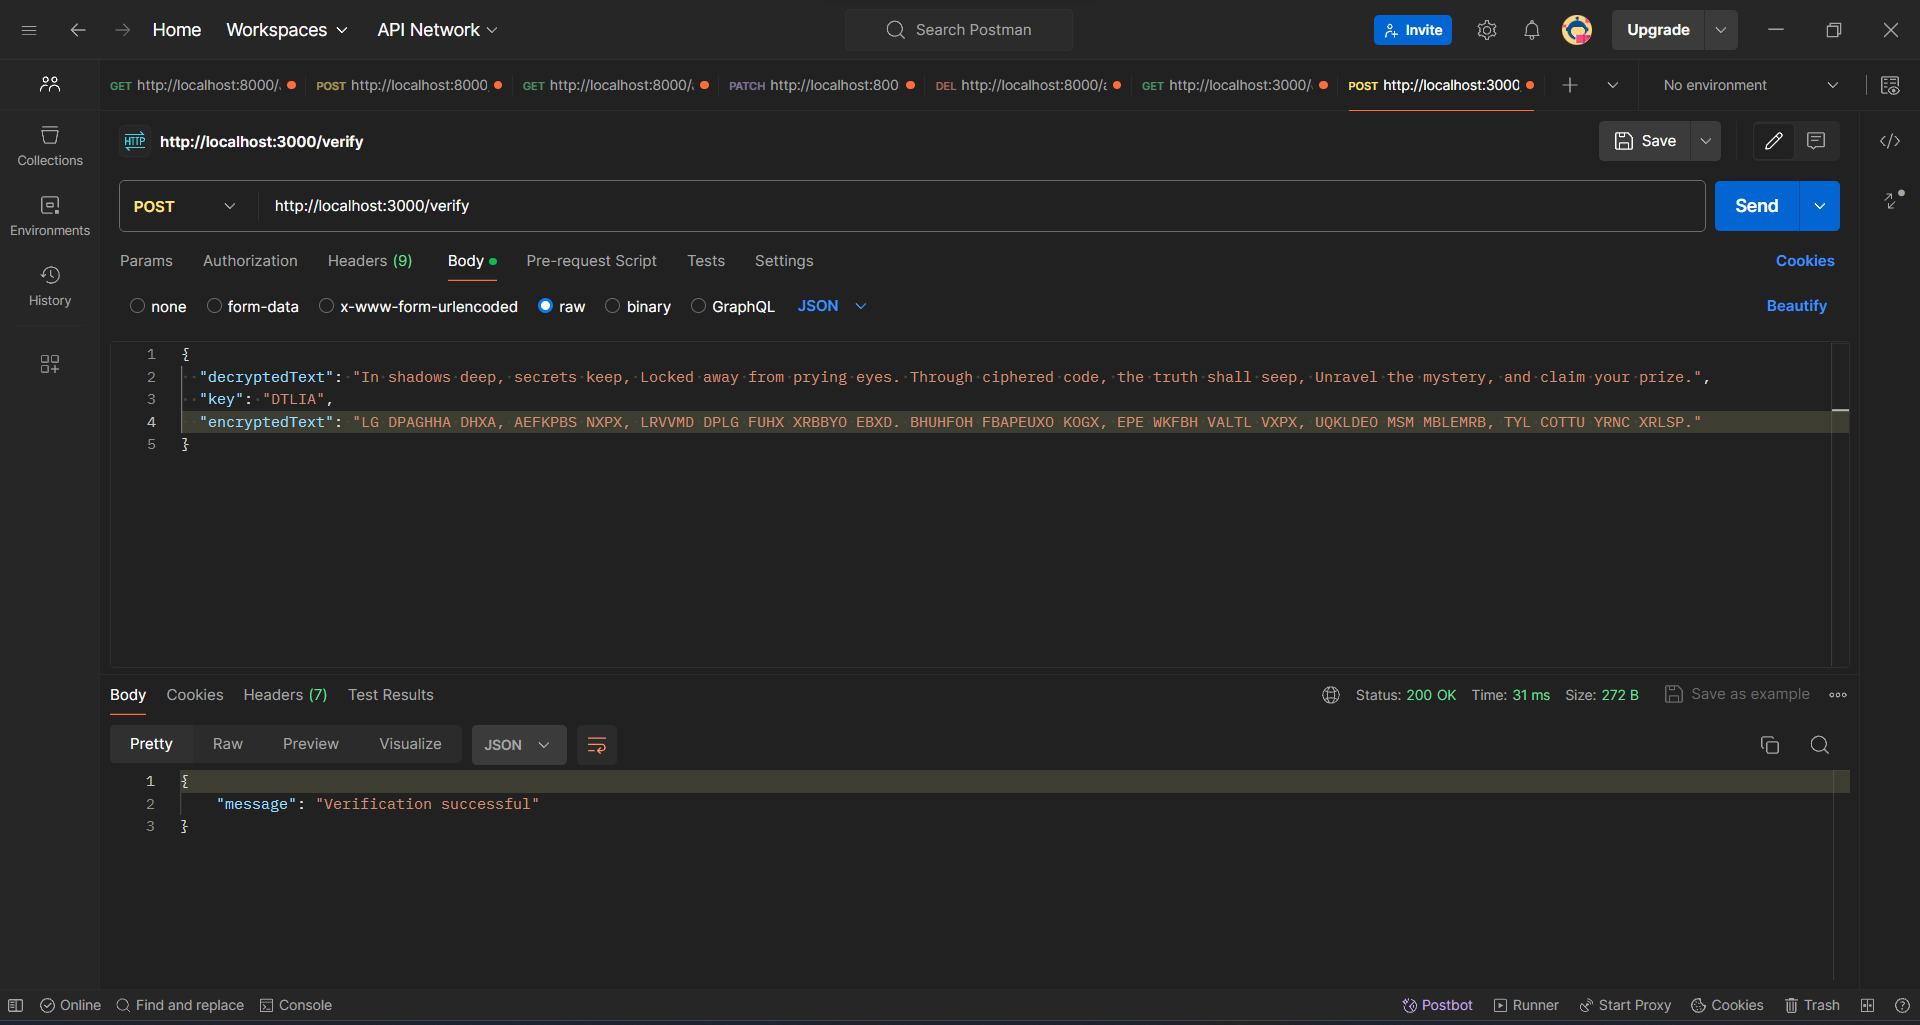 Home Workspaces API Network Search Postman Invite Upgrade
GET http://localhost:8000/ POST http://localhost:8000 GET http://localhost:8000/ PATCH http://localhost:800 DEL http://localhost:8000/ GET http://localhost:3000/ POST http://localhost:3000 No environment
HTTP http://localhost:3000/verify Save
Collections
Environments
History
POST http://localhost:3000/verify Send
Params Authorization Headers (9) Body Pre-request Script Tests Settings Cookies
none form-data x-www-form-urlencoded raw binary GraphQL JSON Beautify
1 {
2 "decryptedText": "In shadows deep, secrets keep, Locked away from prying eyes. Through ciphered code, the truth shall seep, Unravel the mystery, and claim your prize.",
3 "key": "DTLIA",
4 "encryptedText": "LG DPAGHHA DHXA, AEFKPBS NXPX, LRVVMD DPLG FUHX XRBBYO EBXD. BHUHFOH FBAPEUXO KOGX, EPE WKFBH VALTL VXPX, UQKLDEO MSM MBLEMRB, TYL COTTU YRNC XRLSP."
5 }
Body Cookies Headers (7) Test Results Status: 200 OK Time: 31 ms Size: 272 B Save as example
Pretty Raw Preview Visualize JSON
1 {
2 "message": "Verification successful"
3 }
Online Find and replace Console Postbot Runner Start Proxy Cookies Trash